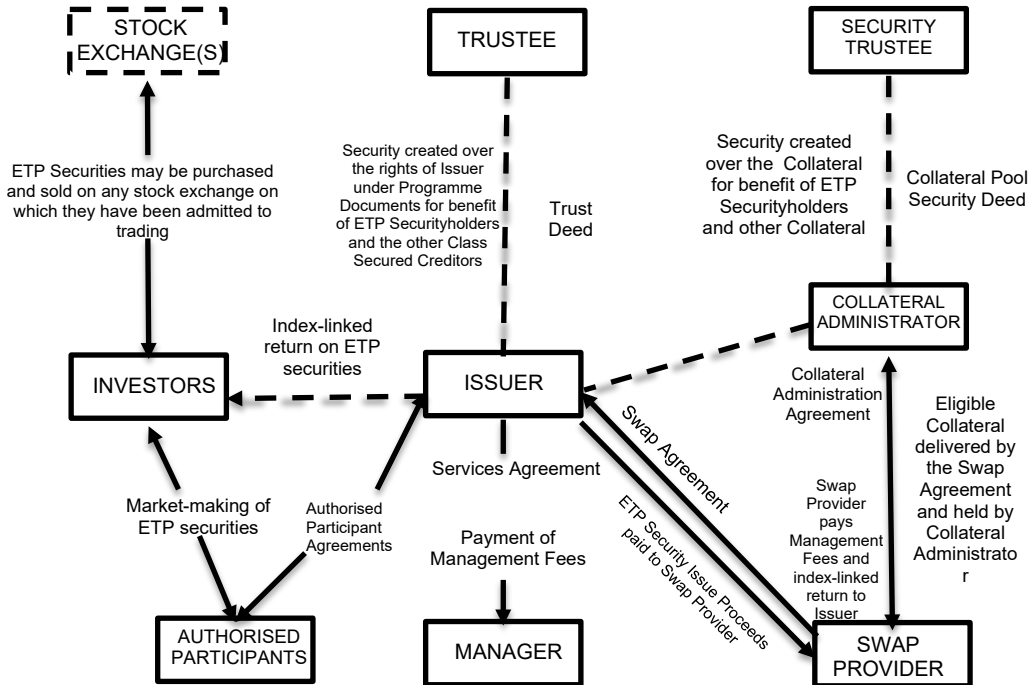 STOCK
EXCHANGE(S)
TRUSTEE
SECURITY
TRUSTEE
ETP Securities may be purchased
and sold on any stock exchange on
which they have been admitted to
trading
Security created over
the rights of Issuer
under Programme
Documents for benefit
of ETP Securityholders
and the other Class
Secured Creditors
Trust
Deed
Security created
over the  Collateral
for benefit of ETP
Securityholders
and other Collateral
Collateral Pool
Security Deed
COLLATERAL
ADMINISTRATOR
Index-linked
return on ETP
securities
INVESTORS
ISSUER
Collateral
Administration
Agreement
Eligible
Collateral
delivered by
the Swap
Agreement
and held by
Collateral
Administrato
r
Swap Agreement
Services Agreement
Market-making of
ETP securities
Authorised
Participant
Agreements
ETP Security Issue Proceeds
paid to Swap Provider
Swap
Provider
pays
Management
Fees and
index-linked
return to
Issuer
Payment of
Management Fees
AUTHORISED
PARTICIPANTS
MANAGER
SWAP
PROVIDER